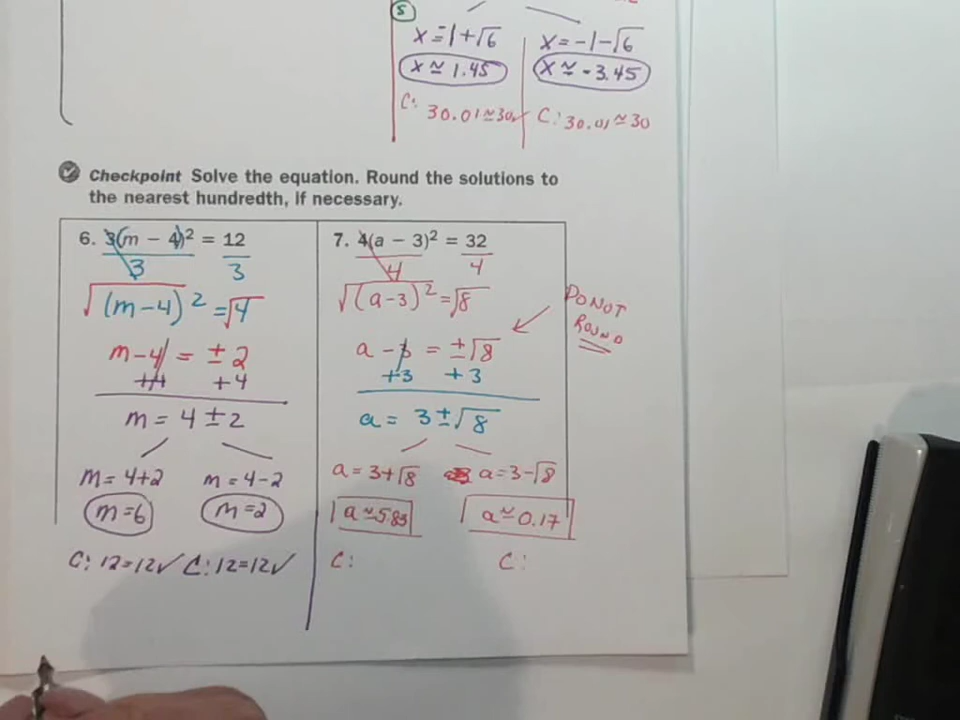 5
x = -1 + √6
x = -1 - √6
x ≈ 1.45
x ≈ -3.45
C: 30.01 ≈ 30 ✓
C: 30.01 ≈ 30
Checkpoint Solve the equation. Round the solutions to
the nearest hundredth, if necessary.
6. 3(m − 4)² = 12
3 3
√(m-4)² = √4
m-4 = ± 2
+4 +4
m = 4 ± 2
m = 4+2 m = 4-2
m=6 m=2
C: 12=12✓ C: 12=12✓
7. 4(a − 3)² = 32
4 4
√(a-3)² = √8
DO NOT
ROUND
a - 3 = ±√8
+3 +3
a = 3 ± √8
a = 3+√8 a = 3-√8
a ≈ 5.83 a ≈ 0.17
C: C: